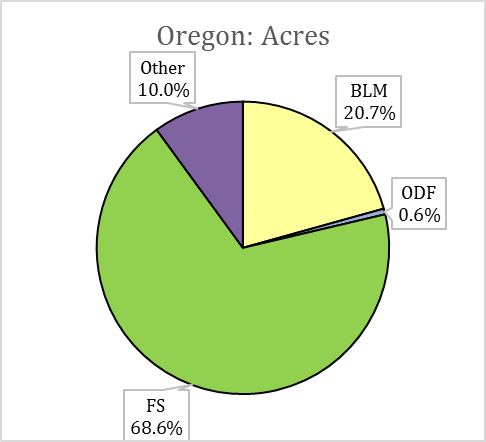 Oregon: Acres
Other
10.0%
BLM
20.7%
ODF
0.6%
FS
68.6%